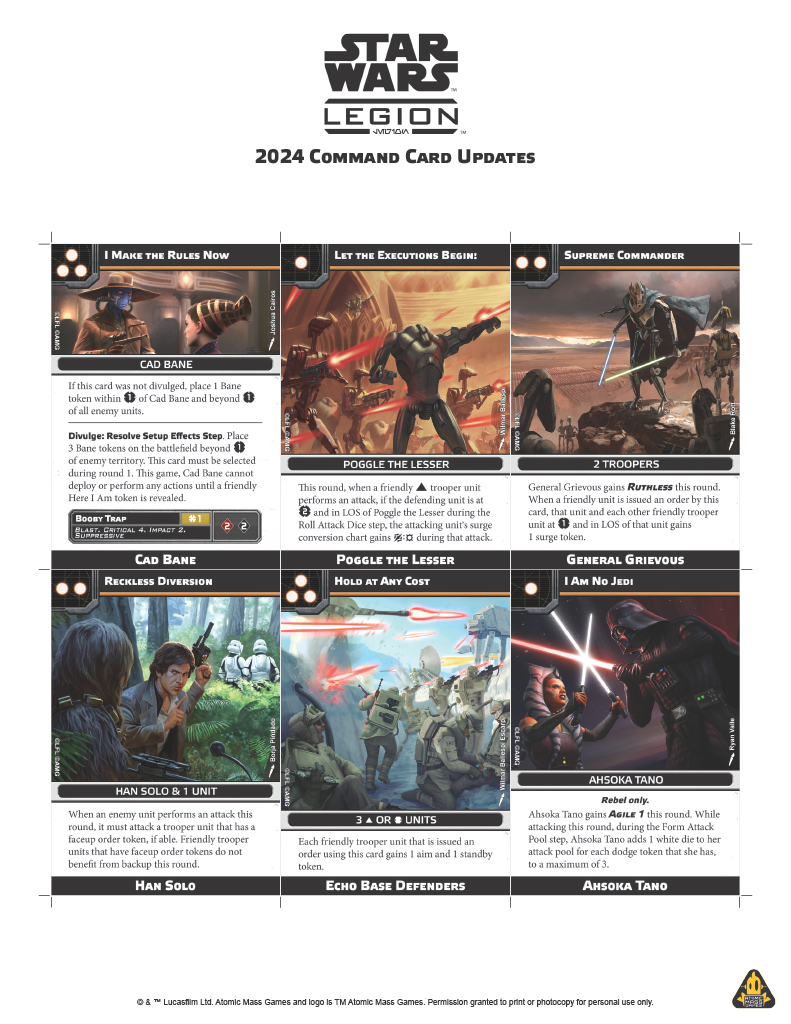 STAR
WARS
LEGION
2024 COMMAND CARD UPDATES
I MAKE THE RULES NOW
©LFL ©AMG
Joshua Cairos
CAD BANE
If this card was not divulged, place 1 Bane
token within 1 of Cad Bane and beyond 1
of all enemy units.
Divulge: Resolve Setup Effects Step. Place
3 Bane tokens on the battlefield beyond 1
of enemy territory. This card must be selected
during round 1. This game, Cad Bane cannot
deploy or perform any actions until a friendly
Here I Am token is revealed.
BOOBY TRAP
1
2 2
BLAST, CRITICAL 4, IMPACT 2,
SUPPRESSIVE
CAD BANE
LET THE EXECUTIONS BEGIN!
©LFL ©AMG
POGGLE THE LESSER
This round, when a friendly ▲ trooper unit
performs an attack, if the defending unit is at
2 and in LOS of Poggle the Lesser during the
Roll Attack Dice step, the attacking unit's surge
conversion chart gains : during that attack.
POGGLE THE LESSER
SUPREME COMMANDER
©LFL ©AMG
Blake Rott
2 TROOPERS
General Grievous gains RUTHLESS this round.
When a friendly unit is issued an order by this
card, that unit and each other friendly trooper
unit at 1 and in LOS of that unit gains
1 surge token.
GENERAL GRIEVOUS
RECKLESS DIVERSION
©LFL ©AMG
Borja Pindado
HAN SOLO & 1 UNIT
When an enemy unit performs an attack this
round, it must attack a trooper unit that has a
faceup order token, if able. Friendly trooper
units that have faceup order tokens do not
benefit from backup this round.
HAN SOLO
HOLD AT ANY COST
©LFL ©AMG
3 ▲ OR UNITS
Each friendly trooper unit that is issued an
order using this card gains 1 aim and 1 standby
token.
ECHO BASE DEFENDERS
I AM NO JEDI
©LFL ©AMG
Ryan Valle
AHSOKA TANO
Rebel only.
Ahsoka Tano gains AGILE 1 this round. While
attacking this round, during the Form Attack
Pool step, Ahsoka Tano adds 1 white die to her
attack pool for each dodge token that she has,
to a maximum of 3.
AHSOKA TANO
© & ™ Lucasfilm Ltd. Atomic Mass Games and logo is TM Atomic Mass Games. Permission granted to print or photocopy for personal use only.
ATOMIC
MASS
GAMES